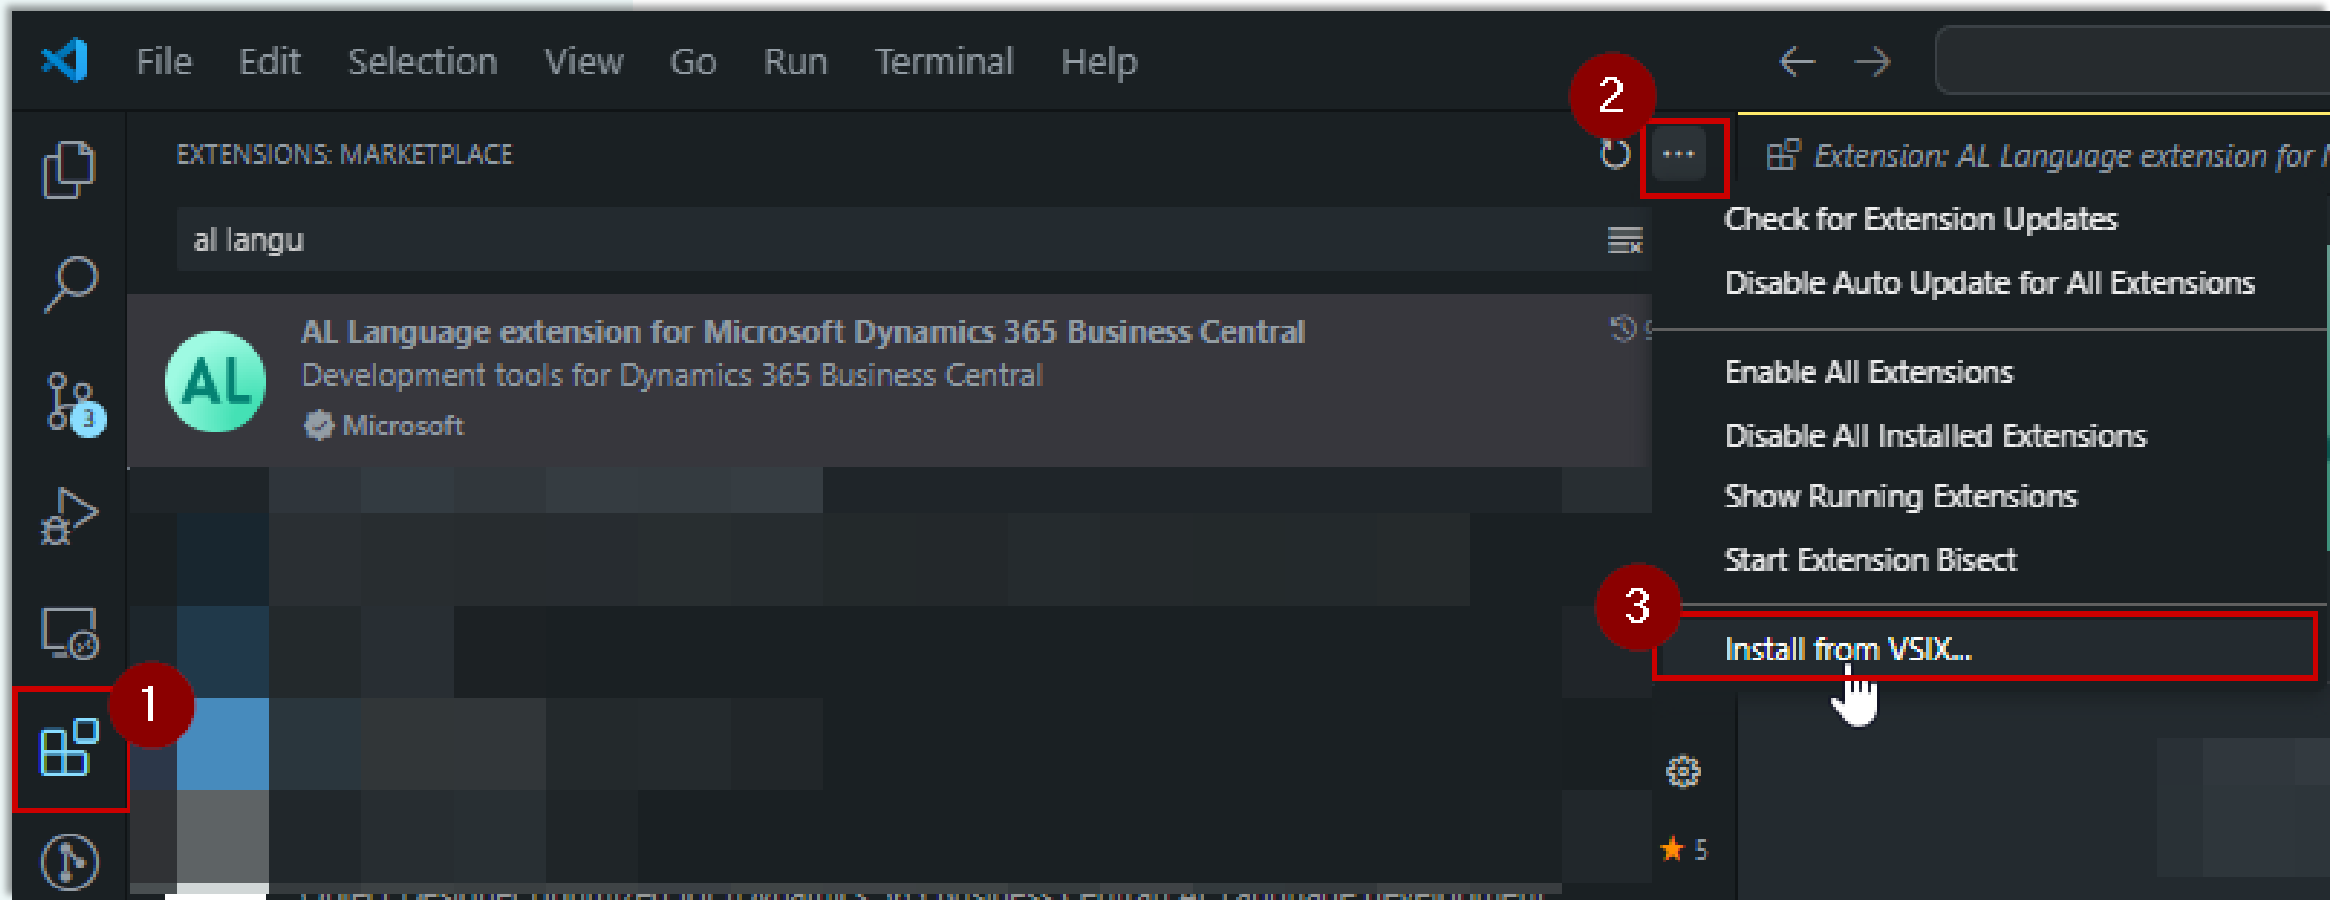 File Edit Selection View Go Run Terminal Help
2
EXTENSIONS: MARKETPLACE
Extension: AL Language extension for
al langu
Check for Extension Updates
Disable Auto Update for All Extensions
AL Language extension for Microsoft Dynamics 365 Business Central
AL
Development tools for Dynamics 365 Business Central
Microsoft
3
Enable All Extensions
Disable All Installed Extensions
Show Running Extensions
Start Extension Bisect
3
Install from VSIX...
1
5